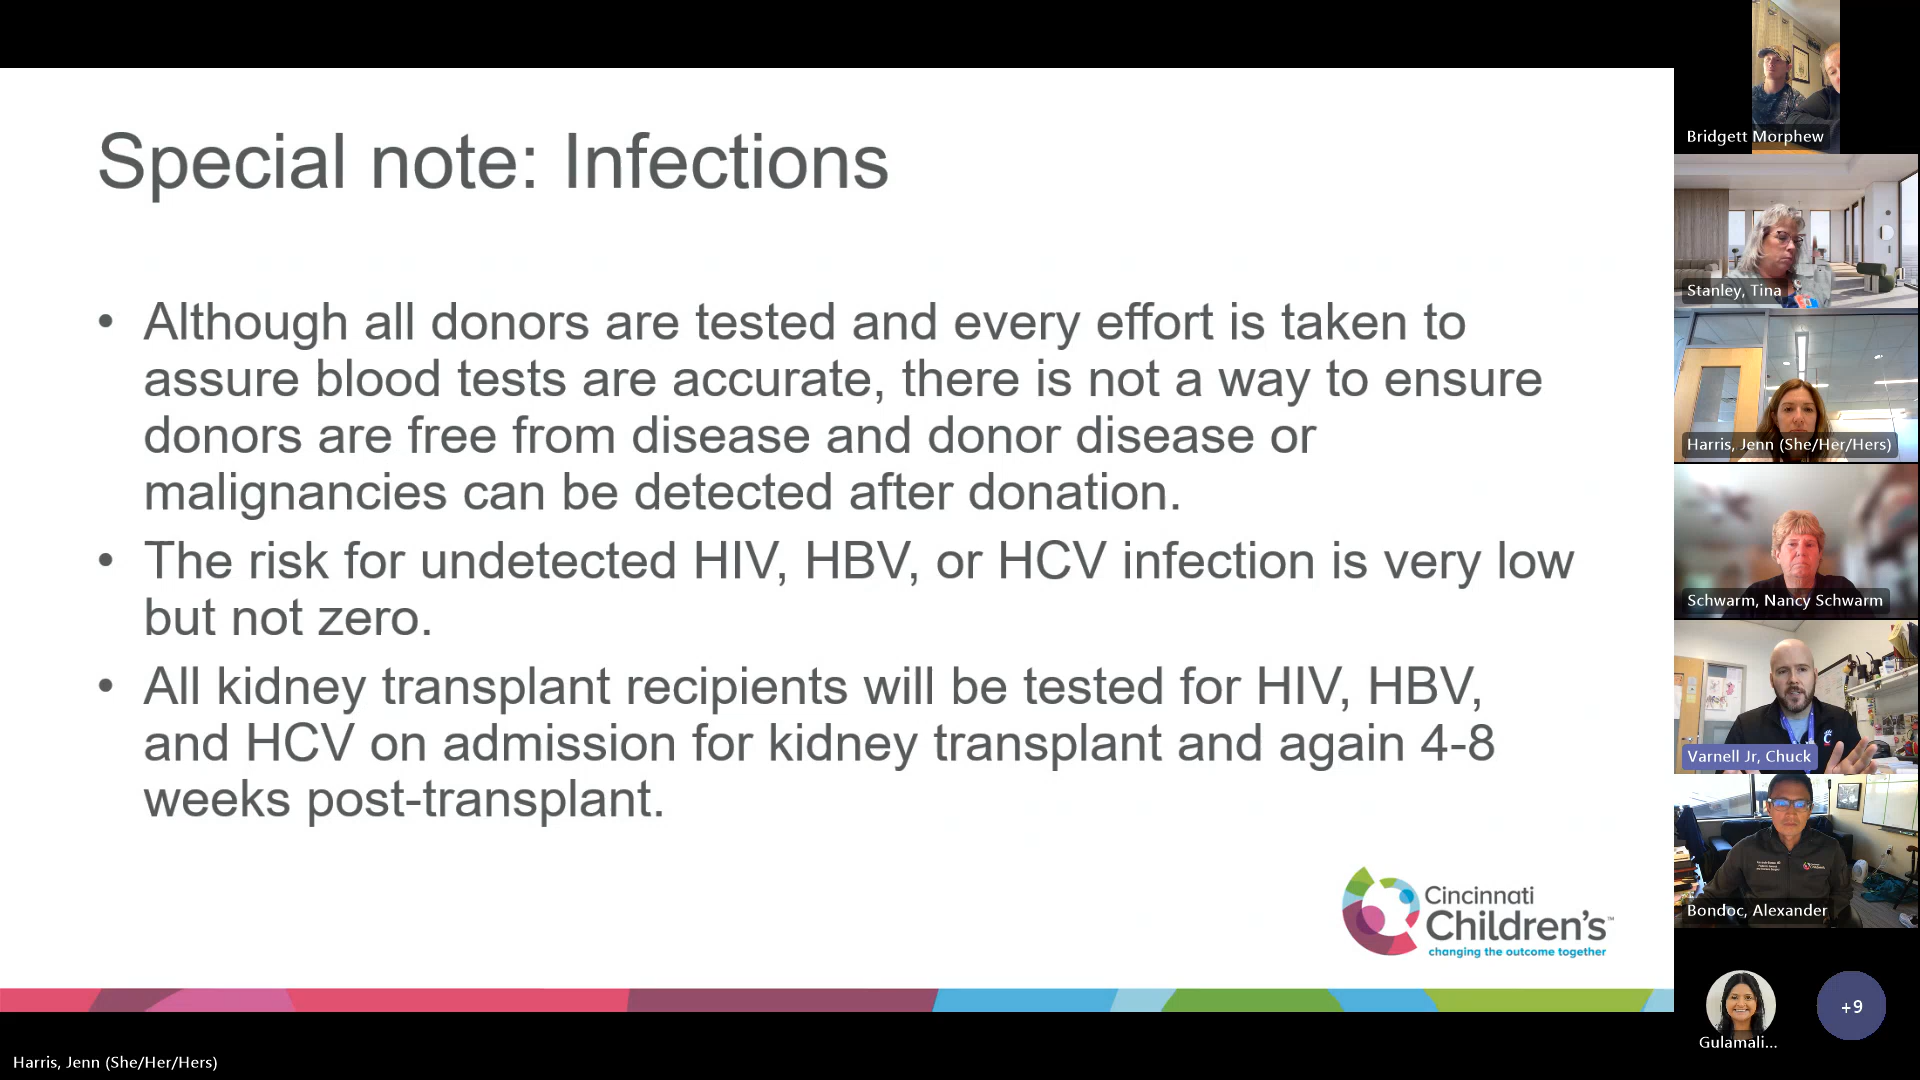 Special note: Infections
• Although all donors are tested and every effort is taken to
assure blood tests are accurate, there is not a way to ensure
donors are free from disease and donor disease or
malignancies can be detected after donation.
• The risk for undetected HIV, HBV, or HCV infection is very low
but not zero.
• All kidney transplant recipients will be tested for HIV, HBV,
and HCV on admission for kidney transplant and again 4-8
weeks post-transplant.
Cincinnati
Children's™
changing the outcome together
Harris, Jenn (She/Her/Hers)
Bridgett Morphew
Stanley, Tina
Harris, Jenn (She/Her/Hers)
Schwarm, Nancy Schwarm
Varnell Jr, Chuck
Bondoc, Alexander
Gulamali...
+9